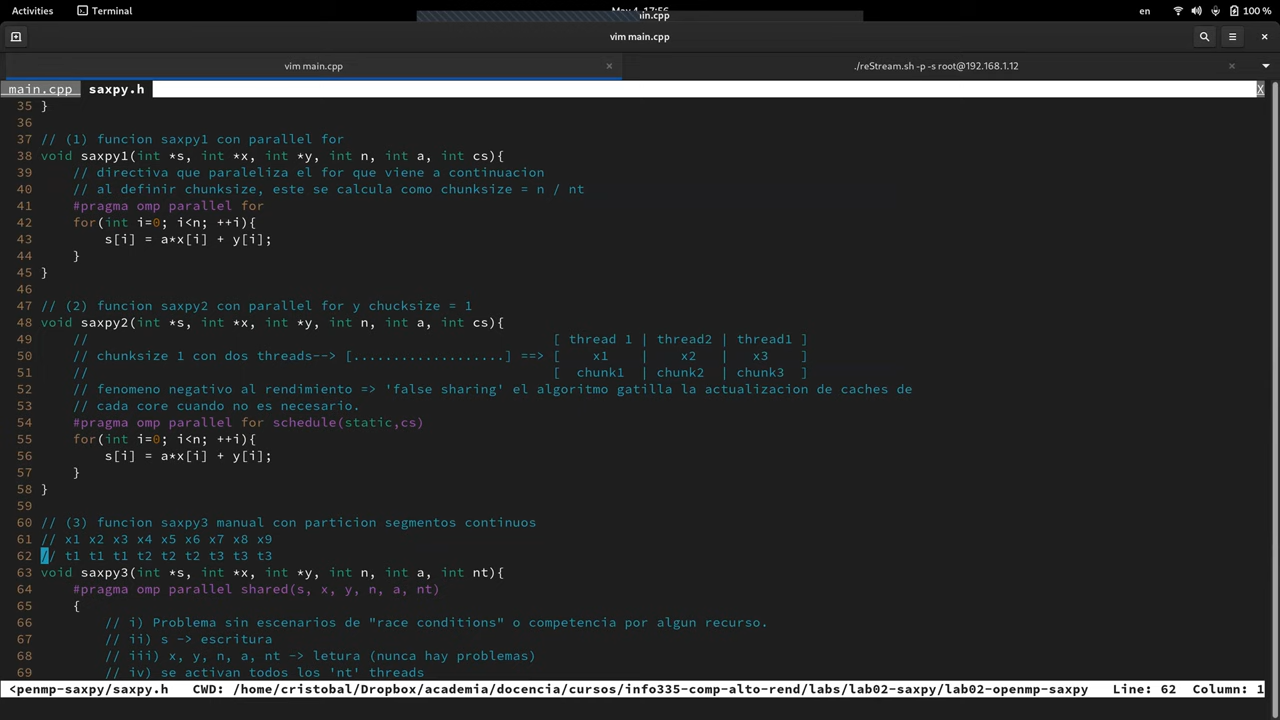 Activities Terminal May 4 17:56 en 100 %
main.cpp
vim main.cpp
vim main.cpp × ./reStream.sh -p -s root@192.168.1.12 ×
main.cpp saxpy.h X
35 }
36
37 // (1) funcion saxpy1 con parallel for
38 void saxpy1(int *s, int *x, int *y, int n, int a, int cs){
39 // directiva que paraleliza el for que viene a continuacion
40 // al definir chunksize, este se calcula como chunksize = n / nt
41 #pragma omp parallel for
42 for(int i=0; i<n; ++i){
43 s[i] = a*x[i] + y[i];
44 }
45 }
46
47 // (2) funcion saxpy2 con parallel for y chucksize = 1
48 void saxpy2(int *s, int *x, int *y, int n, int a, int cs){
49 // [ thread 1 | thread2 | thread1 ]
50 // chunksize 1 con dos threads--> [...................] ==> [ x1 | x2 | x3 ]
51 // [ chunk1 | chunk2 | chunk3 ]
52 // fenomeno negativo al rendimiento => 'false sharing' el algoritmo gatilla la actualizacion de caches de
53 // cada core cuando no es necesario.
54 #pragma omp parallel for schedule(static,cs)
55 for(int i=0; i<n; ++i){
56 s[i] = a*x[i] + y[i];
57 }
58 }
59
60 // (3) funcion saxpy3 manual con particion segmentos continuos
61 // x1 x2 x3 x4 x5 x6 x7 x8 x9
62 // t1 t1 t1 t2 t2 t2 t3 t3 t3
63 void saxpy3(int *s, int *x, int *y, int n, int a, int nt){
64 #pragma omp parallel shared(s, x, y, n, a, nt)
65 {
66 // i) Problema sin escenarios de "race conditions" o competencia por algun recurso.
67 // ii) s -> escritura
68 // iii) x, y, n, a, nt -> letura (nunca hay problemas)
69 // iv) se activan todos los 'nt' threads
<penmp-saxpy/saxpy.h CWD: /home/cristobal/Dropbox/academia/docencia/cursos/info335-comp-alto-rend/labs/lab02-saxpy/lab02-openmp-saxpy Line: 62 Column: 1